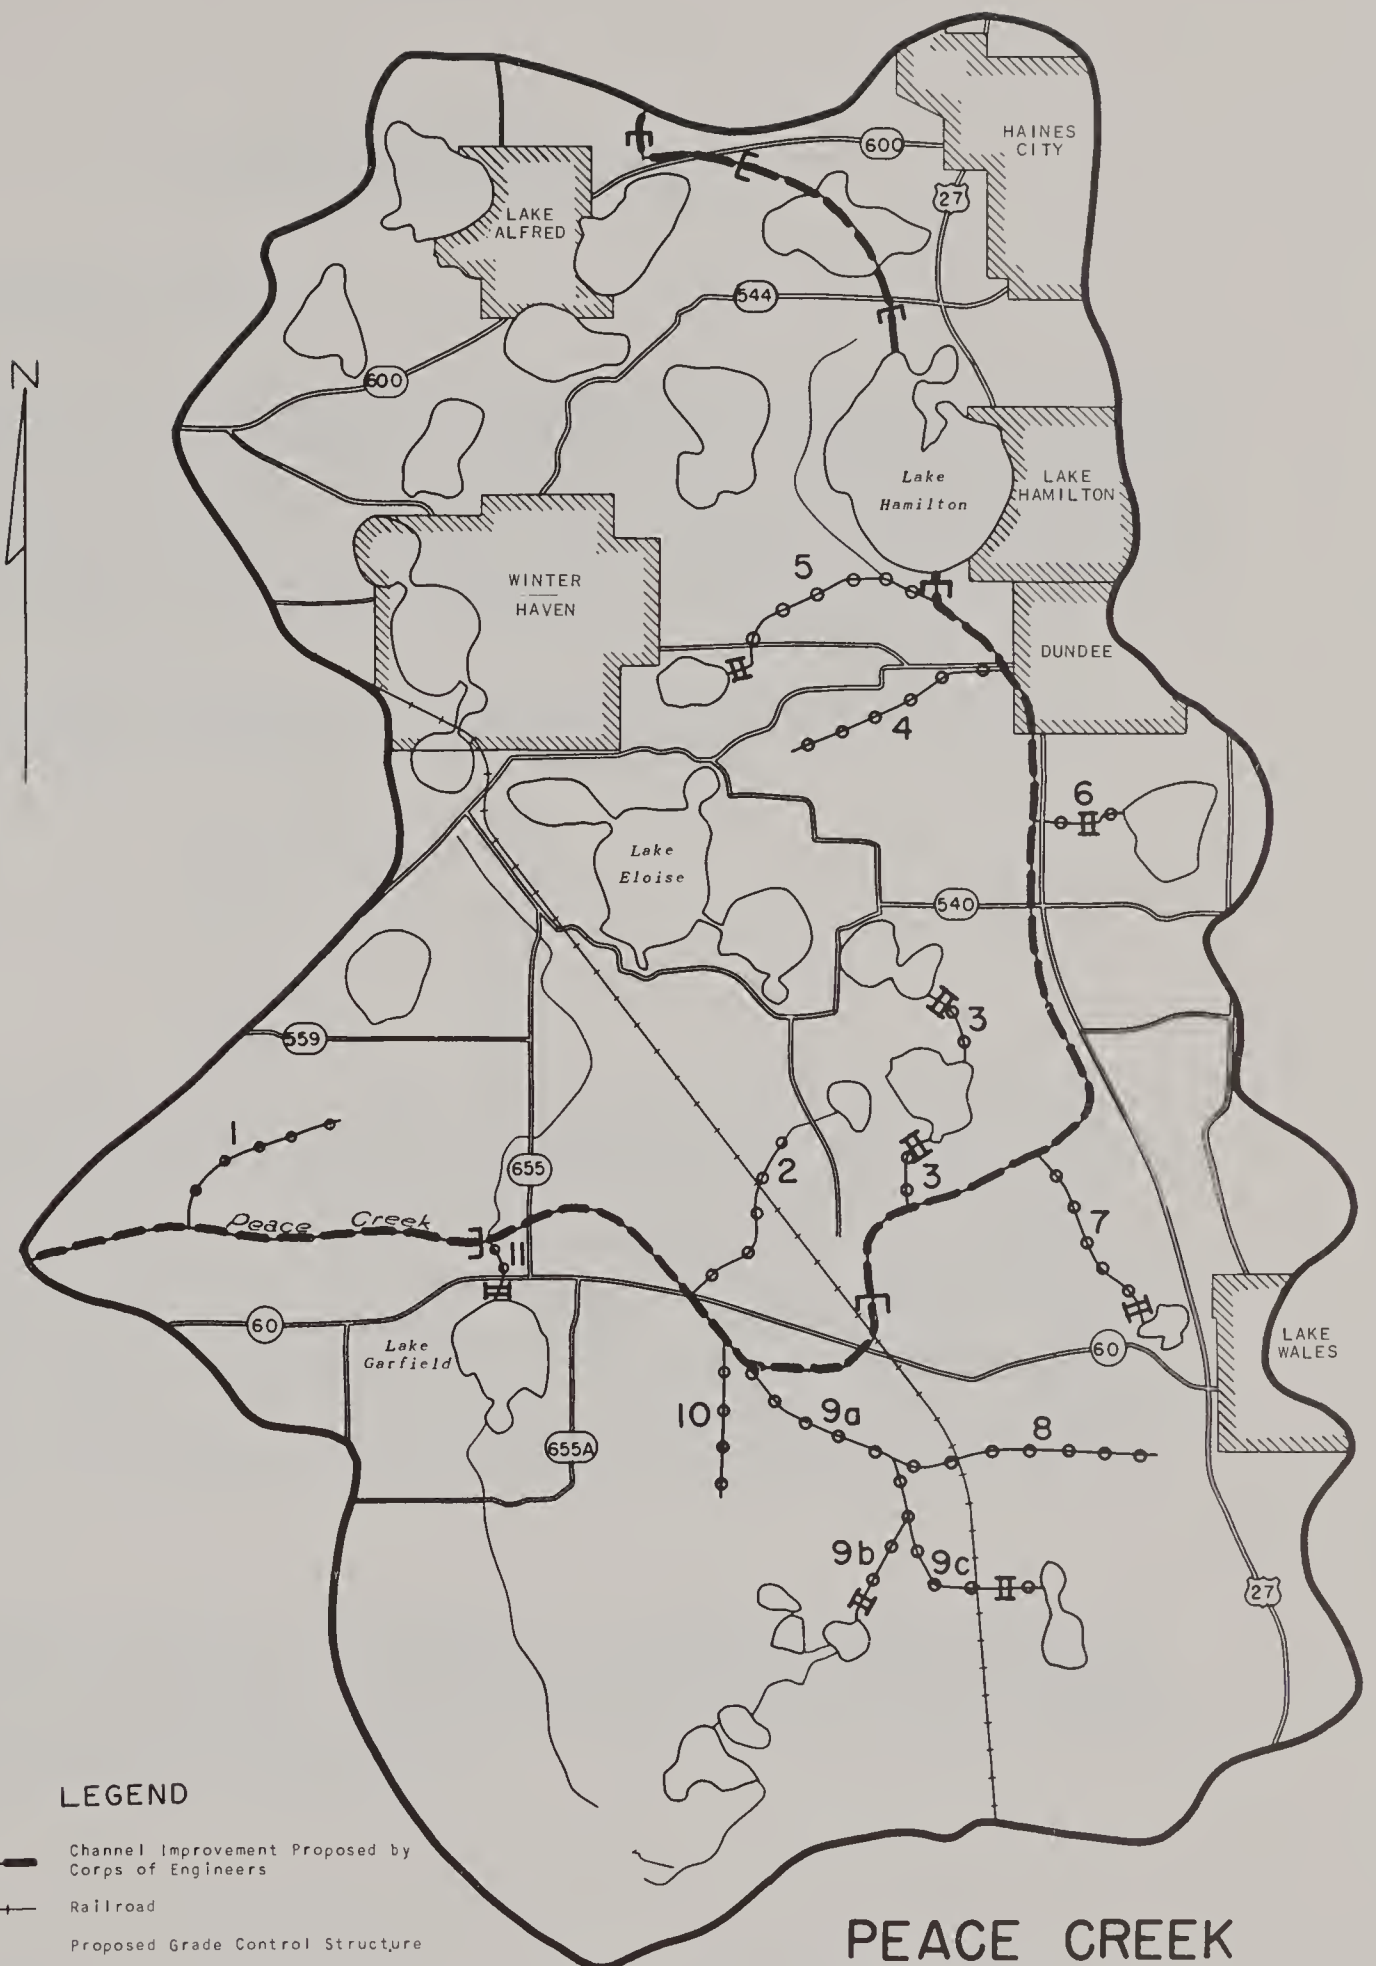 HAINES
CITY
600
27
LAKE
ALFRED
544
600
N
Lake
Hamilton
LAKE
HAMILTON
5
WINTER
HAVEN
DUNDEE
4
6
Lake
Eloise
540
3
559
1
655
2
3
Peace Creek
7
11
60
Lake
Garfield
60
LAKE
WALES
10
9a
8
655A
9b
9c
27
LEGEND
Channel Improvement Proposed by
Corps of Engineers
Railroad
Proposed Grade Control Structure
PEACE CREEK